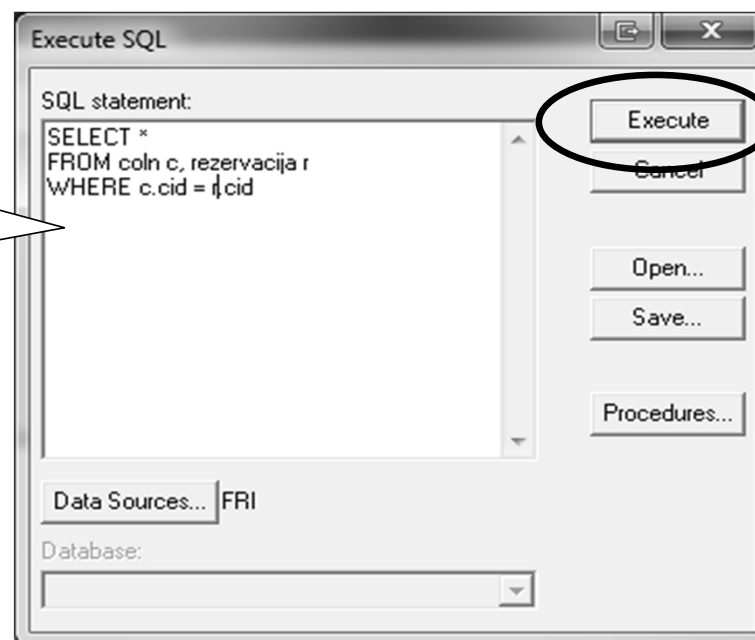 Execute SQL
SQL statement:
SELECT *
FROM coln c, rezervacija r
WHERE c.cid = r.cid
Execute
Cancel
Open...
Save...
Procedures...
Data Sources... FRI
Database: